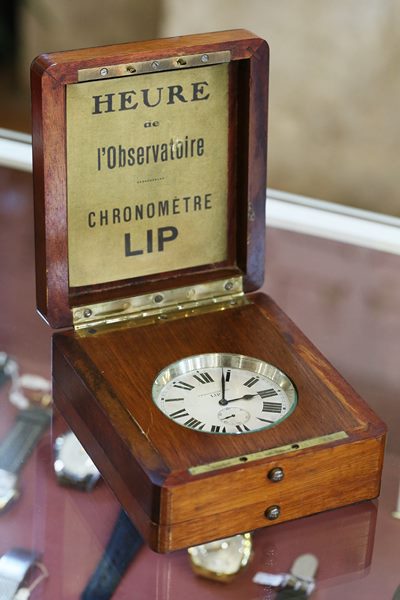 HEURE
de
l'Observatoire
CHRONOMÈTRE
LIP